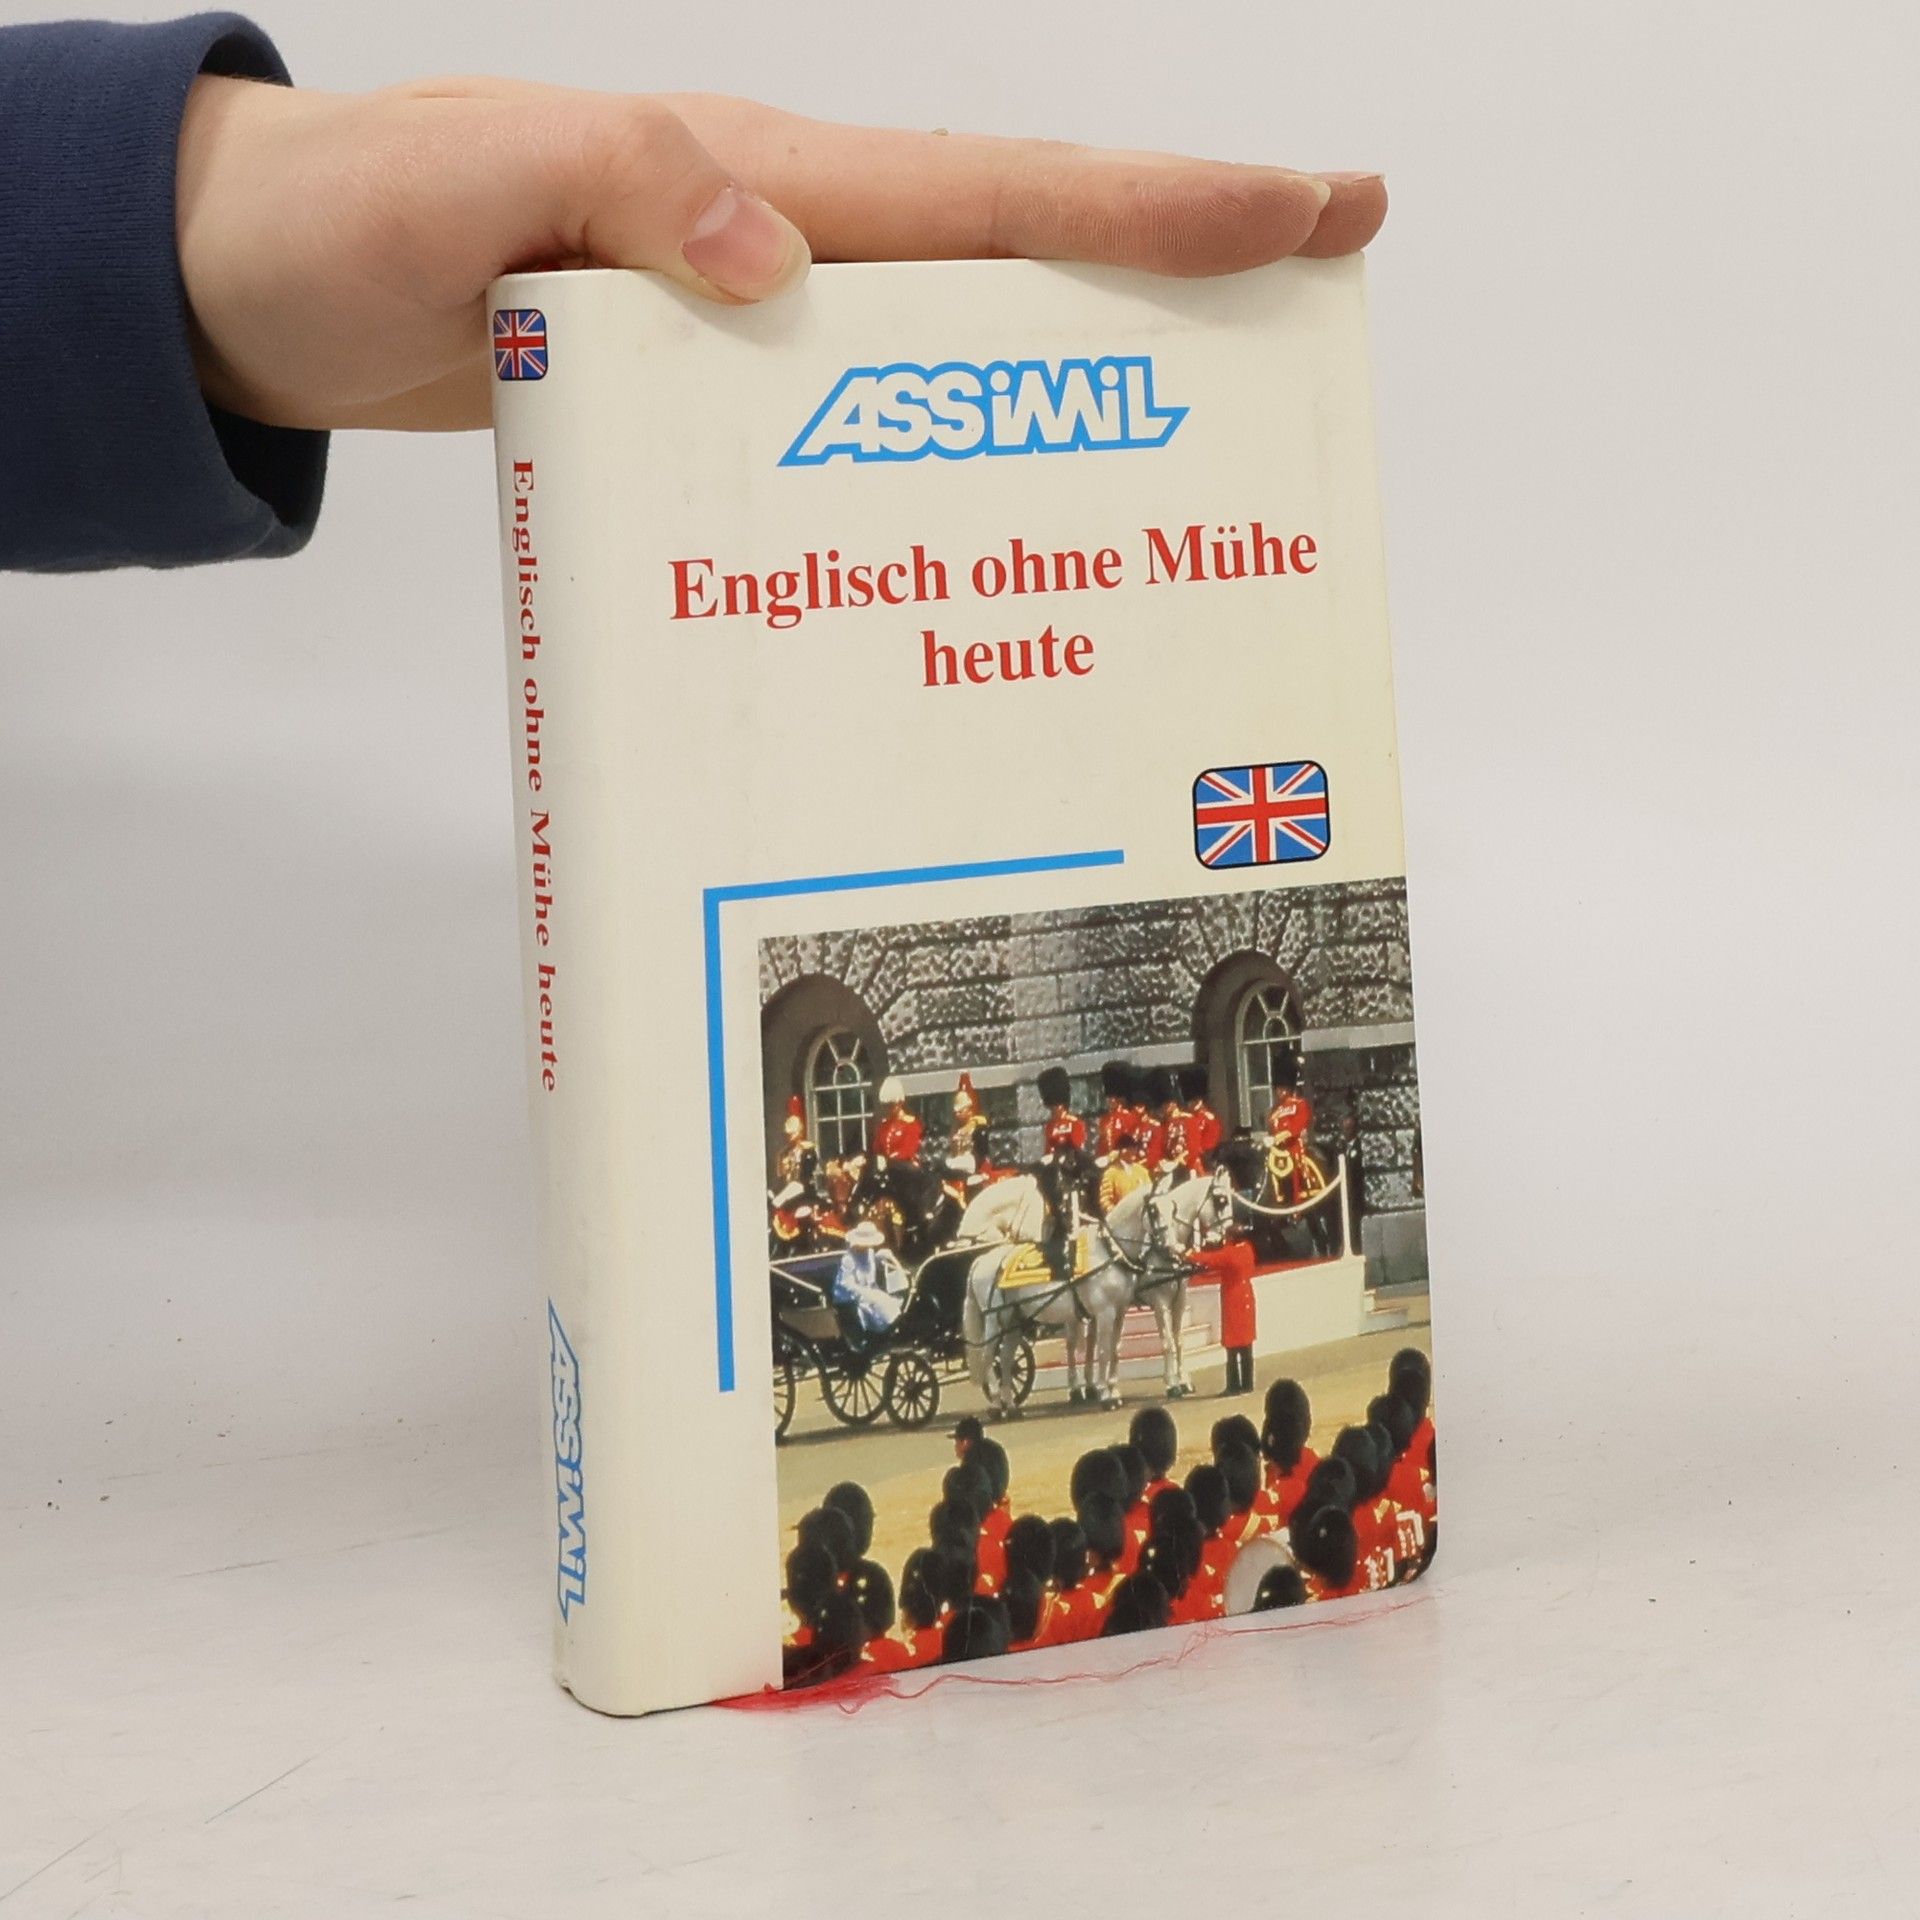 ASSiMiL
Englisch ohne Mühe
heute
Englisch ohne Mühe heute
ASSiMiL